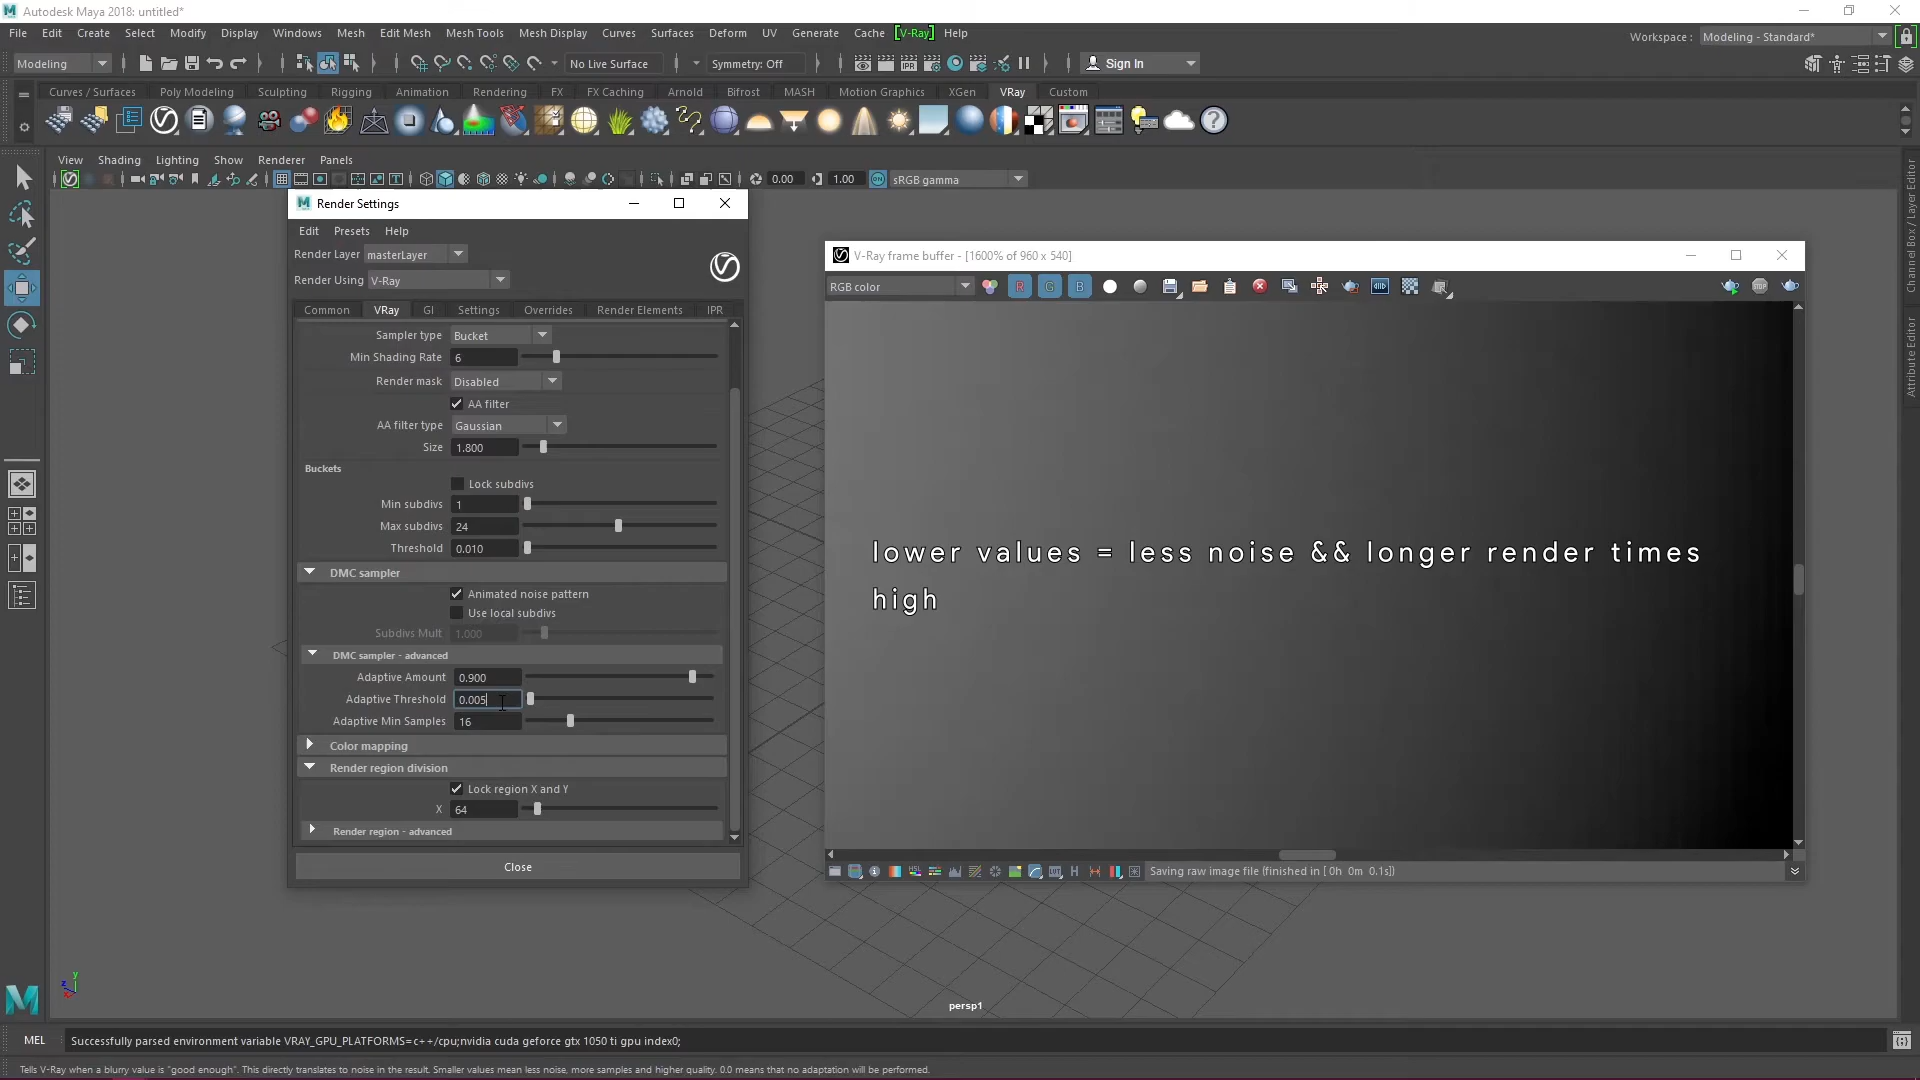 Autodesk Maya 2018: untitled*
File Edit Create Select Modify Display Windows Mesh Edit Mesh Mesh Tools Mesh Display Curves Surfaces Deform UV Generate Cache [V-Ray] Help
Workspace : Modeling - Standard*
Modeling No Live Surface Symmetry: Off Sign In
Curves / Surfaces Poly Modeling Sculpting Rigging Animation Rendering FX FX Caching Arnold Bifrost MASH Motion Graphics XGen VRay Custom
View Shading Lighting Show Renderer Panels
0.00 1.00 sRGB gamma
Channel Box / Layer Editor
Attribute Editor
Render Settings
Edit Presets Help
Render Layer masterLayer
Render Using V-Ray
Common VRay GI Settings Overrides Render Elements IPR
Sampler type Bucket
Min Shading Rate 6
Render mask Disabled
AA filter
AA filter type Gaussian
Size 1.800
Buckets
Lock subdivs
Min subdivs 1
Max subdivs 24
Threshold 0.010
DMC sampler
Animated noise pattern
Use local subdivs
Subdivs Mult 1.000
DMC sampler - advanced
Adaptive Amount 0.900
Adaptive Threshold 0.005
Adaptive Min Samples 16
Color mapping
Render region division
Lock region X and Y
X 64
Render region - advanced
Close
V-Ray frame buffer - [1600% of 960 x 540]
RGB color R G B
lower values = less noise && longer render times
high
Saving raw image file (finished in [ 0h 0m 0.1s])
persp1
MEL Successfully parsed environment variable VRAY_GPU_PLATFORMS=c++/cpu;nvidia cuda geforce gtx 1050 ti gpu index0;
Tells V-Ray when a blurry value is "good enough". This directly translates to noise in the result. Smaller values mean less noise, more samples and higher quality. 0.0 means that no adaptation will be performed.